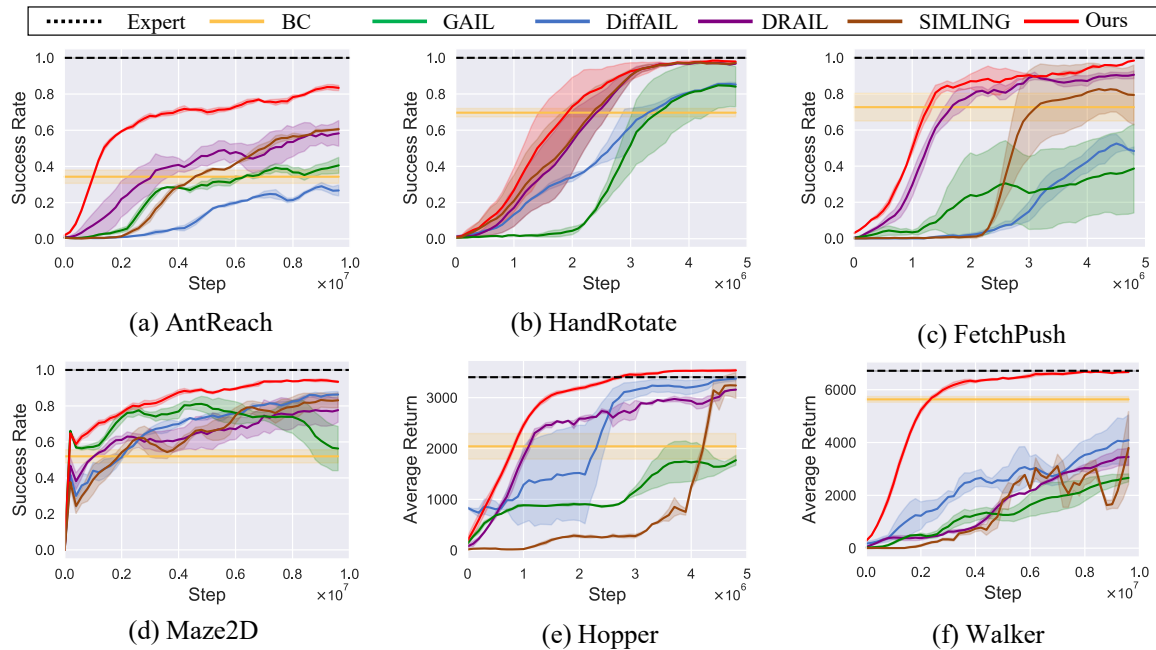 Expert BC GAIL DiffAIL DRAIL SIMLING Ours
Success Rate
1.0
0.8
0.6
0.4
0.2
0.0
0.0 0.2 0.4 0.6 0.8 1.0
Step ×10⁷
(a) AntReach
Success Rate
1.0
0.8
0.6
0.4
0.2
0.0
0 1 2 3 4 5
Step ×10⁶
(b) HandRotate
Success Rate
1.0
0.8
0.6
0.4
0.2
0.0
0 1 2 3 4 5
Step ×10⁶
(c) FetchPush
Success Rate
1.0
0.8
0.6
0.4
0.2
0.0
0.0 0.2 0.4 0.6 0.8 1.0
Step ×10⁷
(d) Maze2D
Average Return
3000
2000
1000
0
0 1 2 3 4 5
Step ×10⁶
(e) Hopper
Average Return
6000
4000
2000
0
0.0 0.2 0.4 0.6 0.8 1.0
Step ×10⁷
(f) Walker